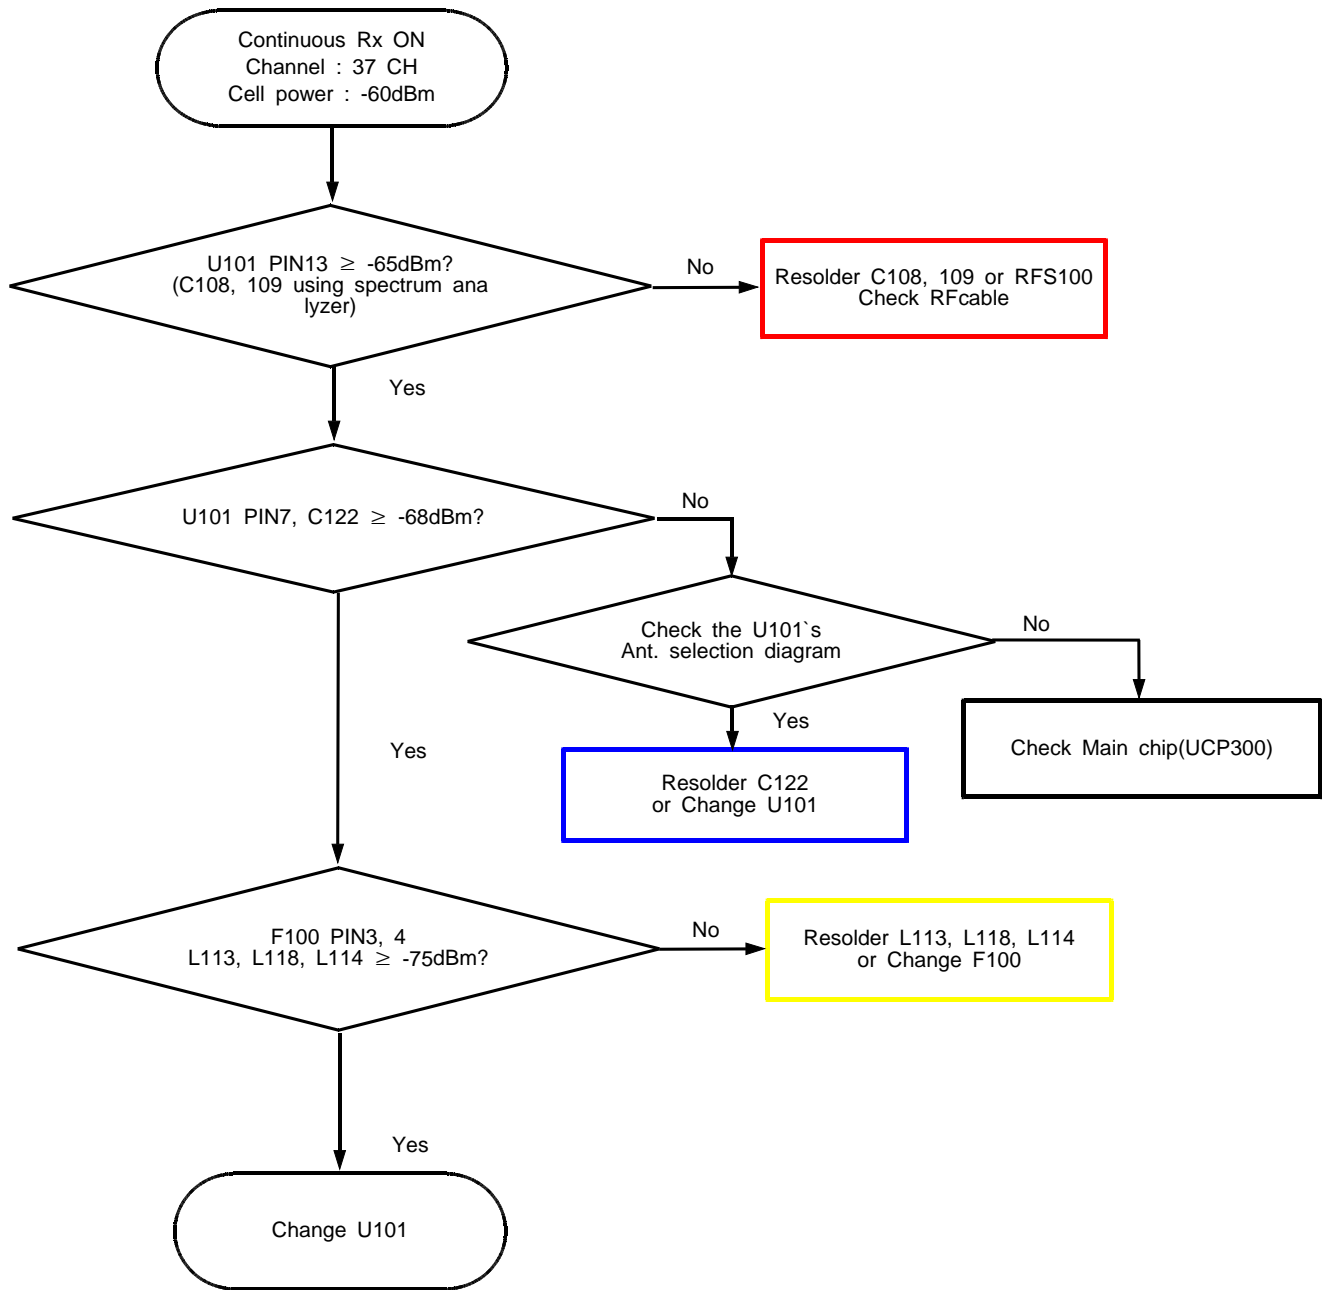 Continuous Rx ON
Channel : 37 CH
Cell power : -60dBm
U101 PIN13 ≥ -65dBm?
(C108, 109 using spectrum ana
lyzer)
No
Resolder C108, 109 or RFS100
Check RFcable
Yes
U101 PIN7, C122 ≥ -68dBm?
No
Check the U101`s
Ant. selection diagram
No
Yes
Check Main chip(UCP300)
Yes
Resolder C122
or Change U101
F100 PIN3, 4
L113, L118, L114 ≥ -75dBm?
No
Resolder L113, L118, L114
or Change F100
Yes
Change U101